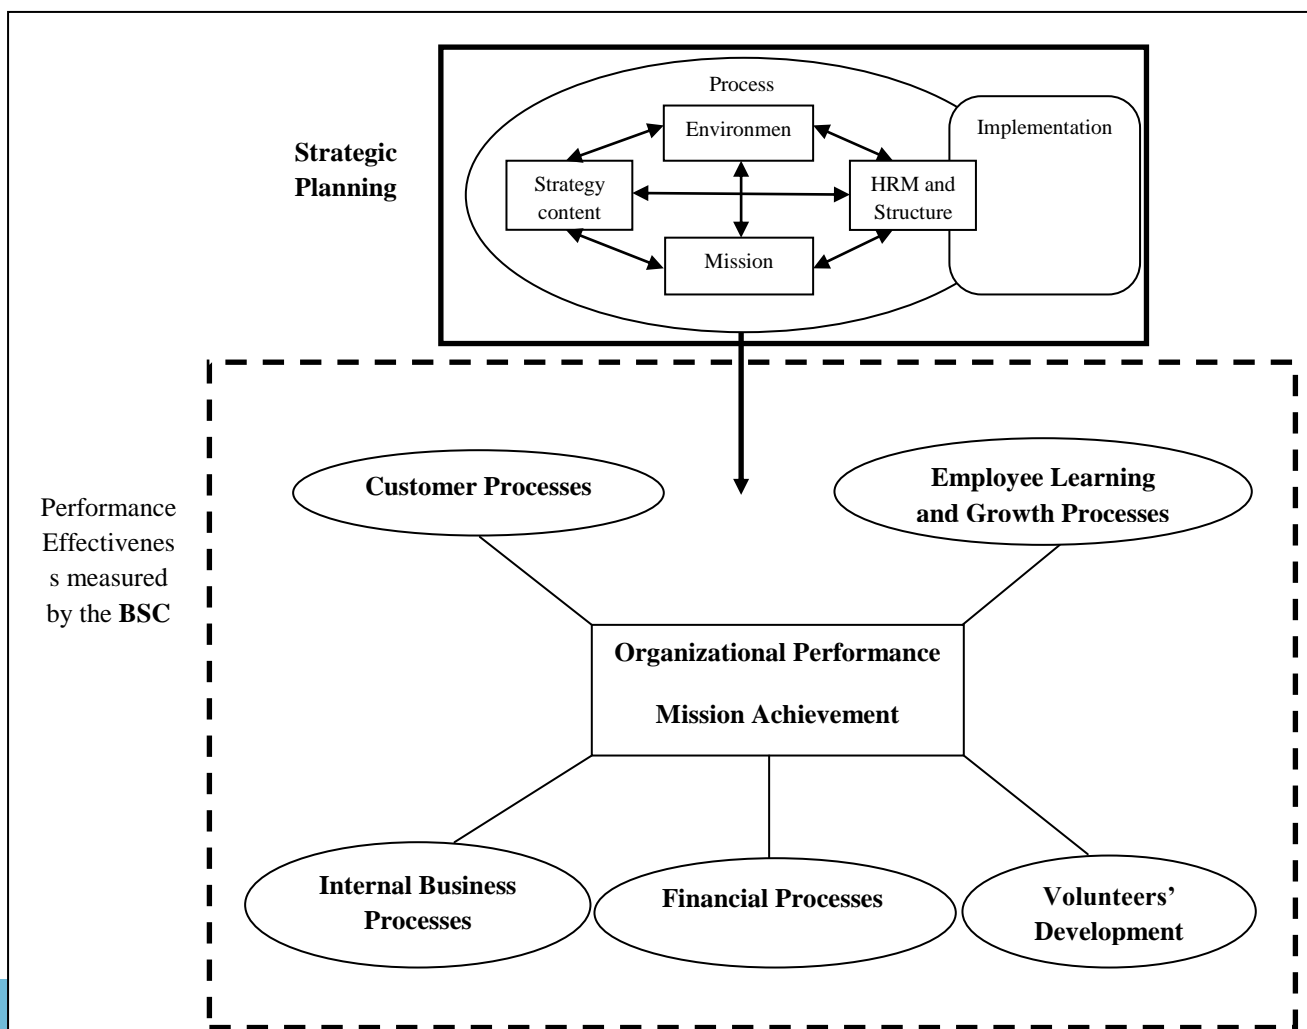 Process
Environmen
Implementation
Strategic
Planning
Strategy
content
HRM and
Structure
Mission
Customer Processes
Employee Learning
and Growth Processes
Performance
Effectivenes
s measured
by the BSC
Organizational Performance
Mission Achievement
Internal Business
Processes
Financial Processes
Volunteers’
Development